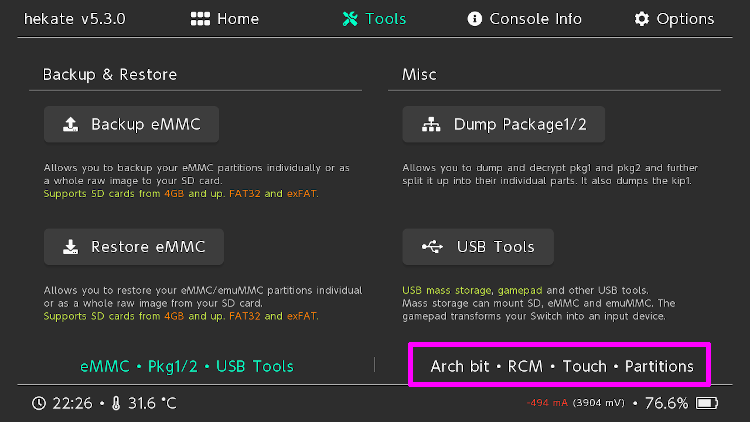 hekate v5.3.0
Home
Tools
Console Info
Options
Backup & Restore
Backup eMMC
Allows you to backup your eMMC partitions individually or as
a whole raw image to your SD card.
Supports SD cards from 4GB and up. FAT32 and exFAT.
Restore eMMC
Allows you to restore your eMMC/emuMMC partitions individual
or as a whole raw image from your SD card.
Supports SD cards from 4GB and up. FAT32 and exFAT.
Misc
Dump Package1/2
Allows you to dump and decrypt pkg1 and pkg2 and further
split it up into their individual parts. It also dumps the kip1.
USB Tools
USB mass storage, gamepad and other USB tools.
Mass storage can mount SD, eMMC and emuMMC. The
gamepad transforms your Switch into an input device.
eMMC • Pkg1/2 • USB Tools
Arch bit • RCM • Touch • Partitions
22:26 • 31.6 °C
-494 mA (3904 mV) • 76.6%